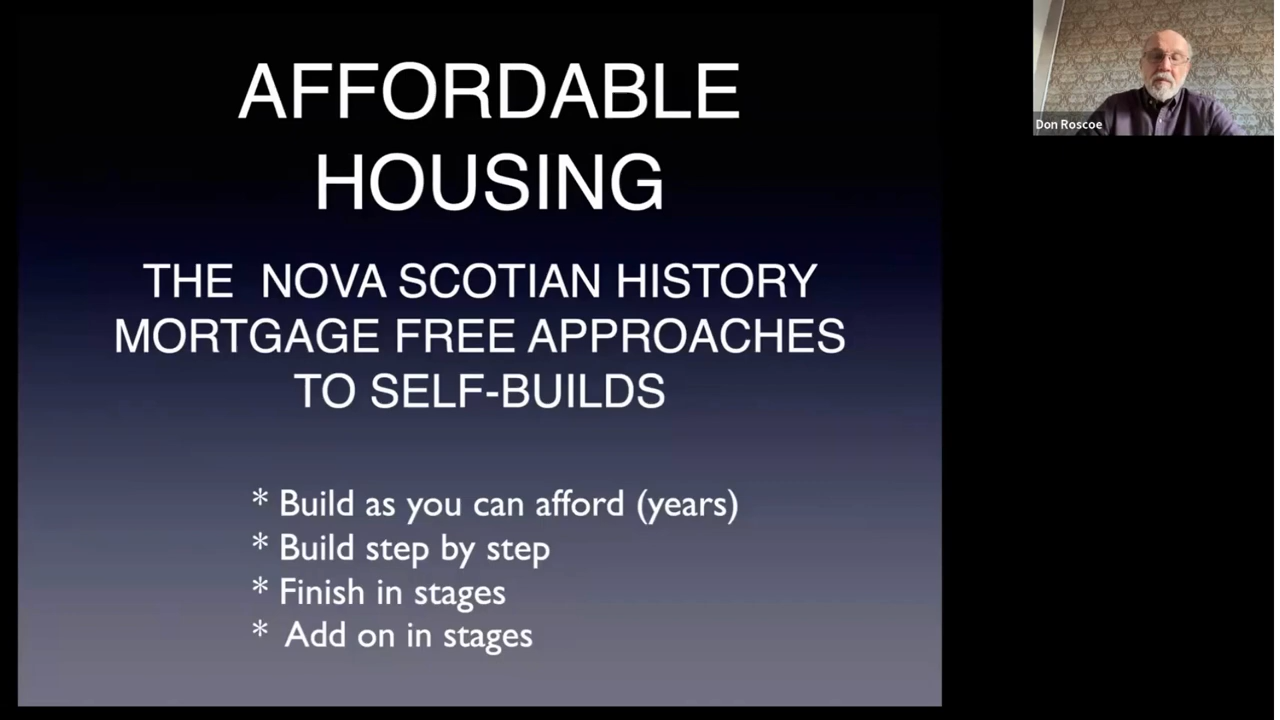 AFFORDABLE
HOUSING
THE NOVA SCOTIAN HISTORY
MORTGAGE FREE APPROACHES
TO SELF-BUILDS
* Build as you can afford (years)
* Build step by step
* Finish in stages
* Add on in stages
Don Roscoe